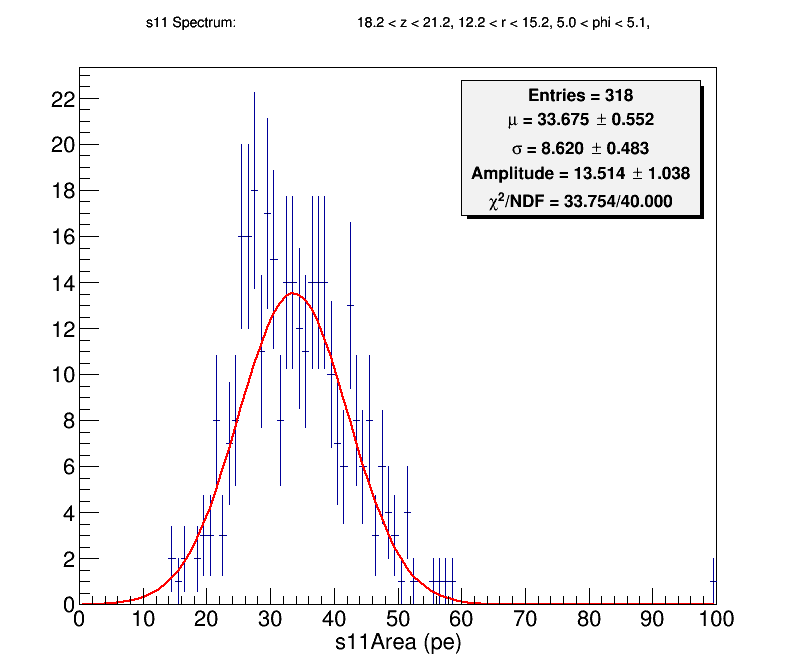 s11 Spectrum: 18.2 < z < 21.2, 12.2 < r < 15.2, 5.0 < phi < 5.1,
Entries = 318
μ = 33.675 ± 0.552
σ = 8.620 ± 0.483
Amplitude = 13.514 ± 1.038
χ²/NDF = 33.754/40.000
22
20
18
16
14
12
10
8
6
4
2
0
0 10 20 30 40 50 60 70 80 90 100
s11Area (pe)